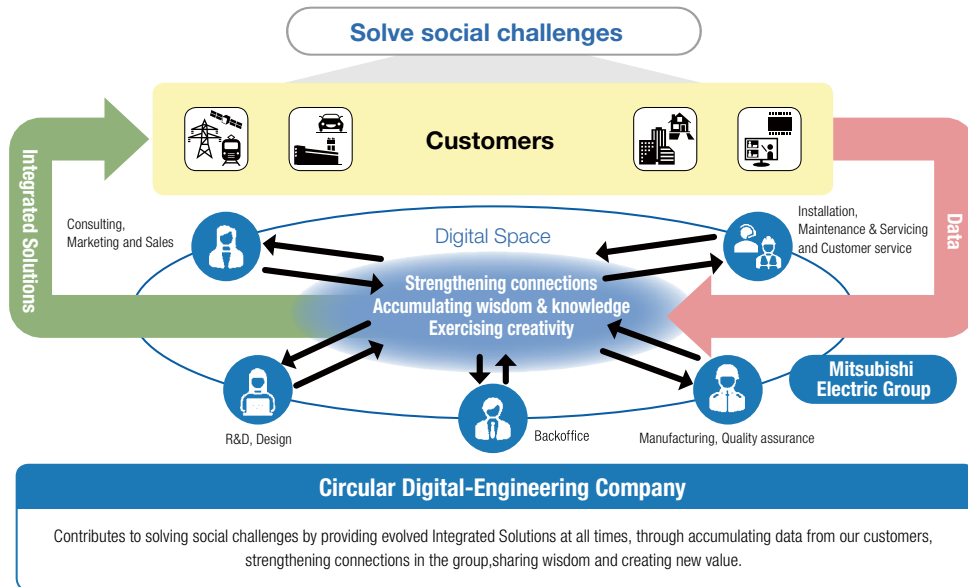 Solve social challenges
Customers
Integrated Solutions
Data
Consulting,
Marketing and Sales
Digital Space
Installation,
Maintenance & Servicing
and Customer service
Strengthening connections
Accumulating wisdom & knowledge
Exercising creativity
Mitsubishi
Electric Group
R&D, Design
Backoffice
Manufacturing, Quality assurance
Circular Digital-Engineering Company
Contributes to solving social challenges by providing evolved Integrated Solutions at all times, through accumulating data from our customers,
strengthening connections in the group,sharing wisdom and creating new value.